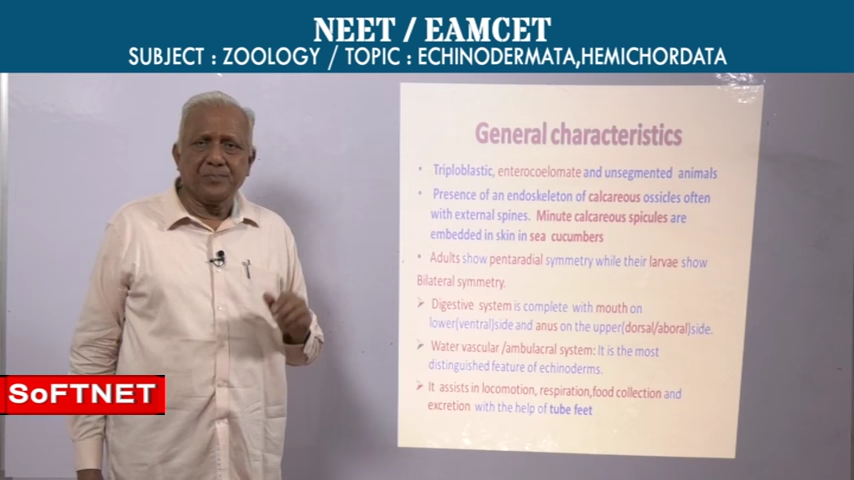 NEET / EAMCET
SUBJECT : ZOOLOGY / TOPIC : ECHINODERMATA,HEMICHORDATA
General characteristics
• Triploblastic, enterocoelomate and unsegmented animals
• Presence of an endoskeleton of calcareous ossicles often
with external spines. Minute calcareous spicules are
embedded in skin in sea cucumbers
• Adults show pentaradial symmetry while their larvae show
Bilateral symmetry.
➢ Digestive system is complete with mouth on
lower(ventral)side and anus on the upper(dorsal/aboral)side.
➢ Water vascular /ambulacral system: It is the most
distinguished feature of echinoderms.
➢ It assists in locomotion, respiration,food collection and
excretion with the help of tube feet
SoFTNET